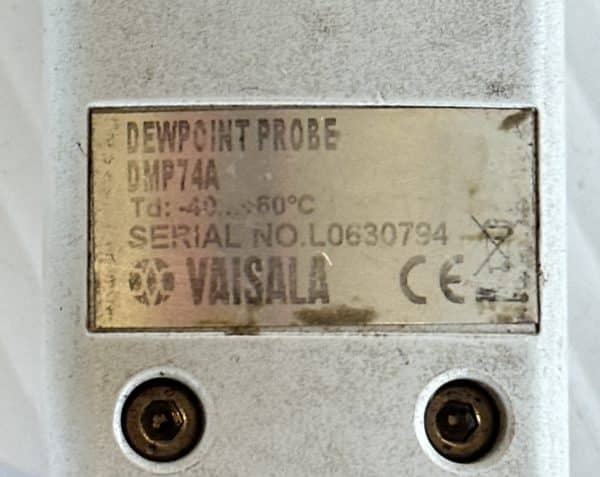 DEWPOINT PROBE
DMP74A
Td: -40...+60°C
SERIAL NO.L0630794
VAISALA CE